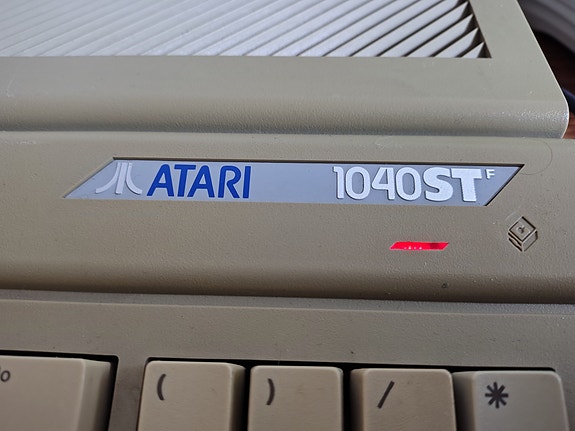 ATARI 1040STF
( ) / *